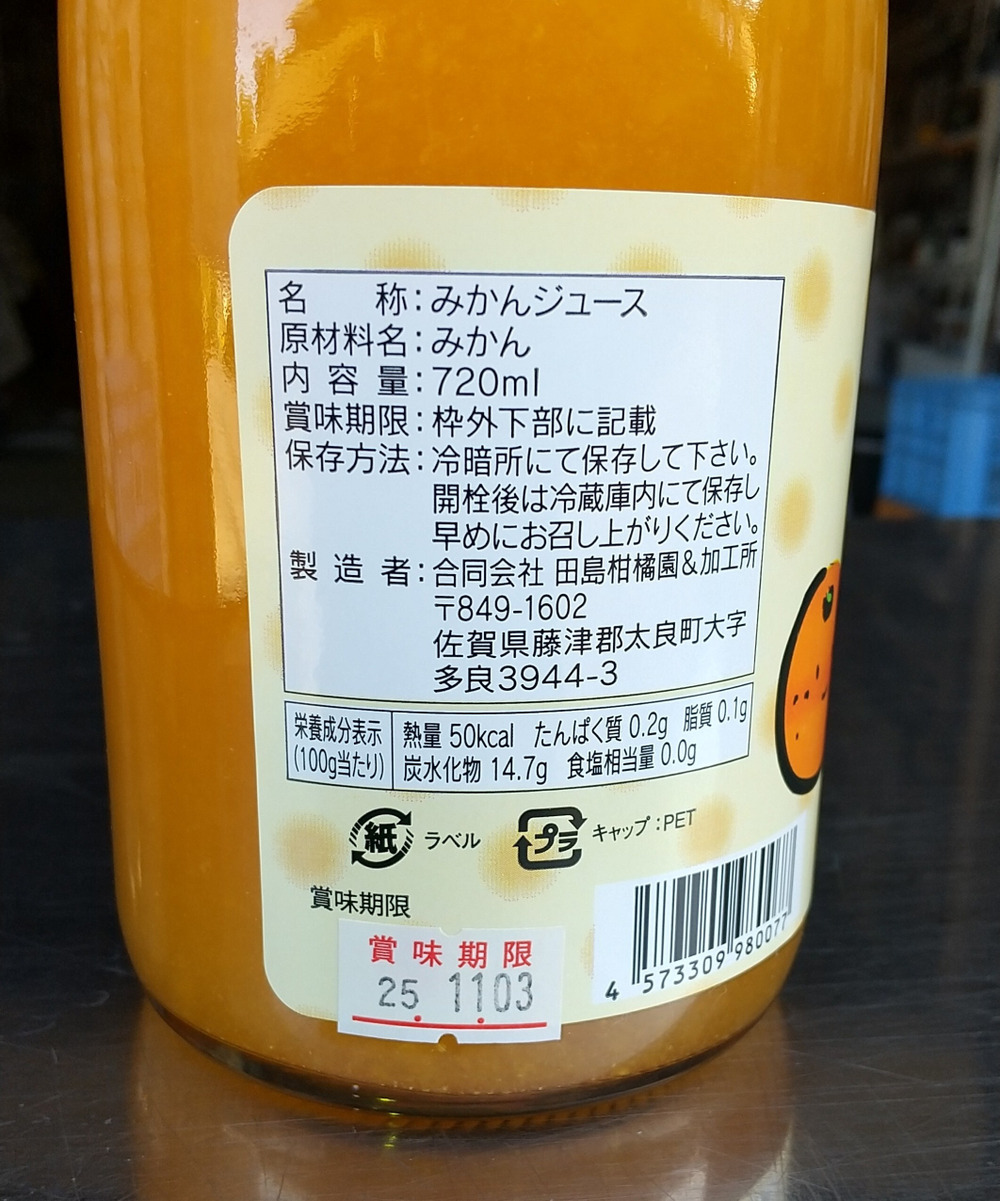 名　　称：みかんジュース
原材料名：みかん
内 容 量：720ml
賞味期限：枠外下部に記載
保存方法：冷暗所にて保存して下さい。
開栓後は冷蔵庫内にて保存し
早めにお召し上がりください。
製 造 者：合同会社 田島柑橘園&加工所
〒849-1602
佐賀県藤津郡太良町大字
多良3944-3
栄養成分表示
(100g当たり)
熱量 50kcal たんぱく質 0.2g 脂質 0.1g
炭水化物 14.7g 食塩相当量 0.0g
紙 ラベル プラ キャップ：PET
賞味期限
賞味期限
25.11.03
4 573309 980077